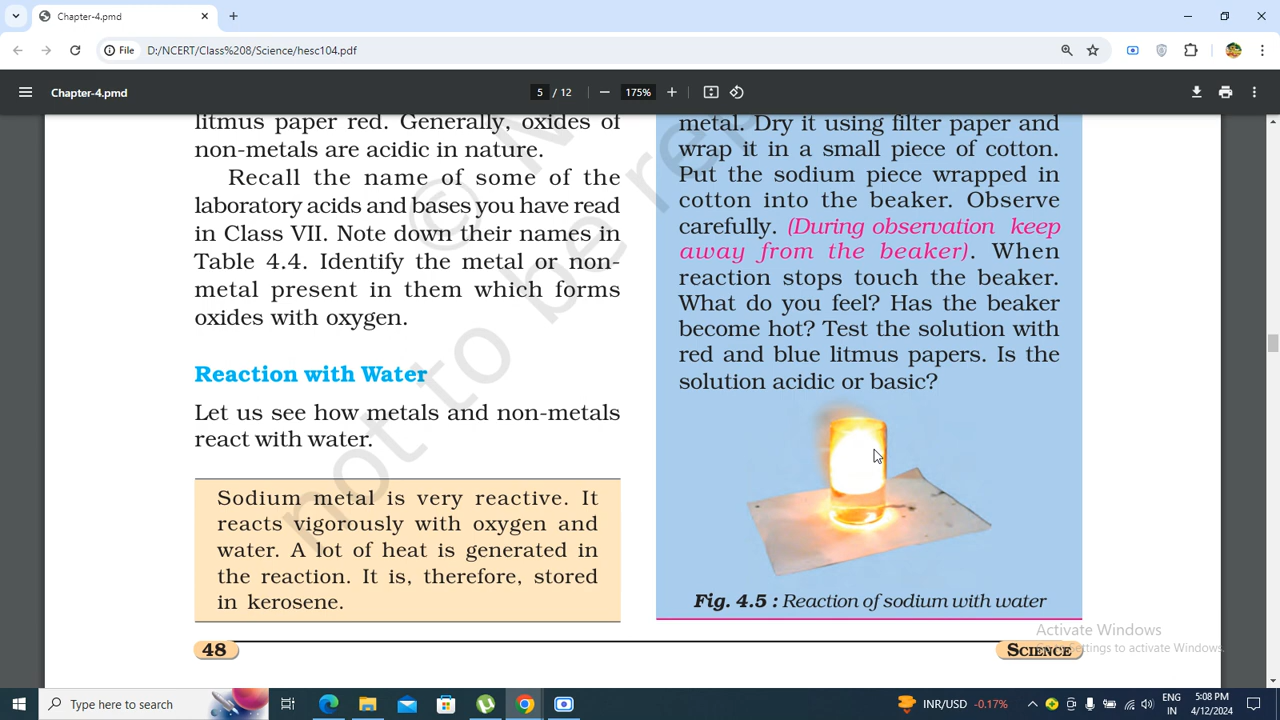 Chapter-4.pmd
File
D:/NCERT/Class%208/Science/hesc104.pdf
Chapter-4.pmd
5 / 12
175%
litmus paper red. Generally, oxides of
non-metals are acidic in nature.
Recall the name of some of the
laboratory acids and bases you have read
in Class VII. Note down their names in
Table 4.4. Identify the metal or non-
metal present in them which forms
oxides with oxygen.
Reaction with Water
Let us see how metals and non-metals
react with water.
Sodium metal is very reactive. It
reacts vigorously with oxygen and
water. A lot of heat is generated in
the reaction. It is, therefore, stored
in kerosene.
48
metal. Dry it using filter paper and
wrap it in a small piece of cotton.
Put the sodium piece wrapped in
cotton into the beaker. Observe
carefully. (During observation keep
away from the beaker). When
reaction stops touch the beaker.
What do you feel? Has the beaker
become hot? Test the solution with
red and blue litmus papers. Is the
solution acidic or basic?
Fig. 4.5 : Reaction of sodium with water
SCIENCE
© N
not to be re
Activate Windows
Settings to activate Windows.
Type here to search
INR/USD -0.17%
ENG
IN
5:08 PM
4/12/2024